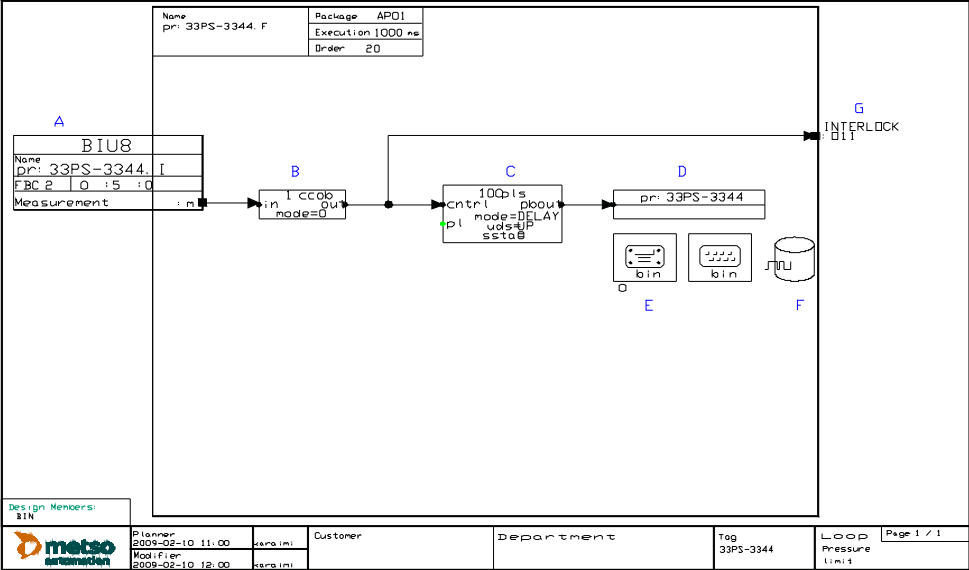 Name
pr: 33PS-3344.F
Package AP01
Execution 1000 ms
Order 20
A
BIU8
Name
pr: 33PS-3344. I
FBC 2 0 :5 :0
Measurement : m
B
1 ccob
in out
mode=0
C
100pls
cntrl pbout
mode=DELAY
pl uds=UP
ssta8
D
pr: 33PS-3344
bin
0
bin
E
F
G
INTERLOCK
: 011
Design Members:
BIN
metso
automation
Planner
2009-02-10 11:00 karaimi
Modifier
2009-02-10 12:00 karaimi
Customer
Department
Tag
33PS-3344
Loop
Pressure
limit
Page 1 / 1